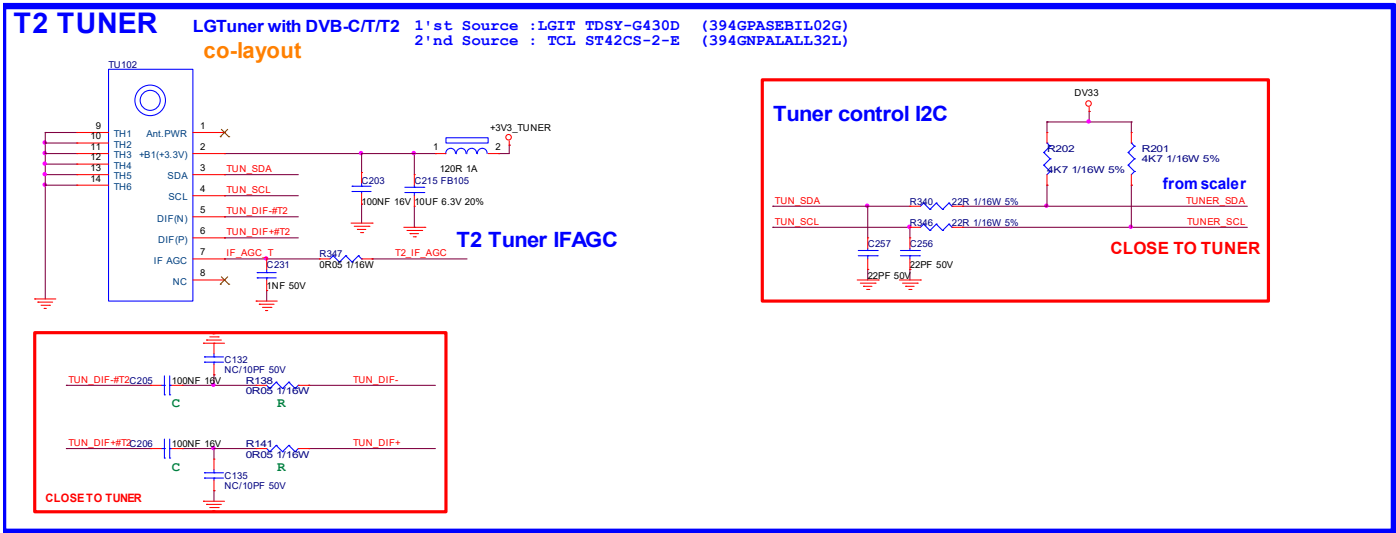 T2 TUNER
LGTuner with DVB-C/T/T2
1'st Source :LGIT TDSY-G430D (394GPASEBIL02G)
2'nd Source : TCL ST42CS-2-E (394GNPALALL32L)
co-layout
TU102
9 TH1
10 TH2
11 TH3
12 TH4
13 TH5
14 TH6
Ant.PWR 1
+B1(+3.3V) 2
SDA 3 TUN_SDA
SCL 4 TUN_SCL
DIF(N) 5 TUN_DIF-#T2
DIF(P) 6 TUN_DIF+#T2
IF AGC 7 IF_AGC_T
NC 8
+3V3_TUNER
1 2
120R 1A
FB105
C203
100NF 16V
C215
10UF 6.3V 20%
T2 Tuner IFAGC
R347
0R05 1/16W
T2_IF_AGC
C231
1NF 50V
Tuner control I2C
DV33
R202
4K7 1/16W 5%
R201
4K7 1/16W 5%
from scaler
TUN_SDA R340 22R 1/16W 5% TUNER_SDA
TUN_SCL R346 22R 1/16W 5% TUNER_SCL
CLOSE TO TUNER
C257
22PF 50V
C256
22PF 50V
C132
NC/10PF 50V
TUN_DIF-#T2 C205 100NF 16V R138 TUN_DIF-
0R05 1/16W
C R
TUN_DIF+#T2 C206 100NF 16V R141 TUN_DIF+
0R05 1/16W
C R
C135
NC/10PF 50V
CLOSE TO TUNER